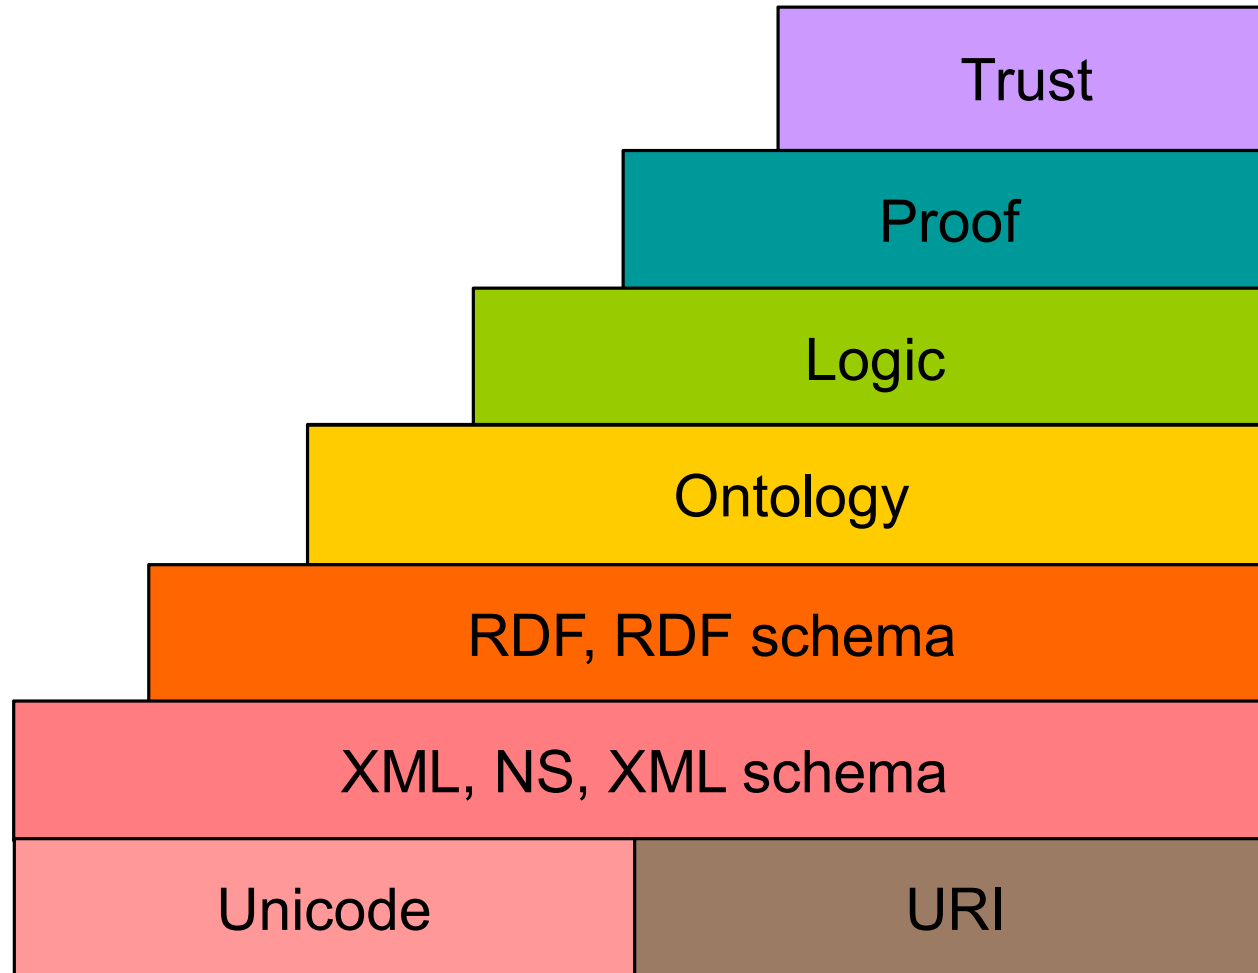 Trust
Proof
Logic
Ontology
RDF, RDF schema
XML, NS, XML schema
Unicode
URI